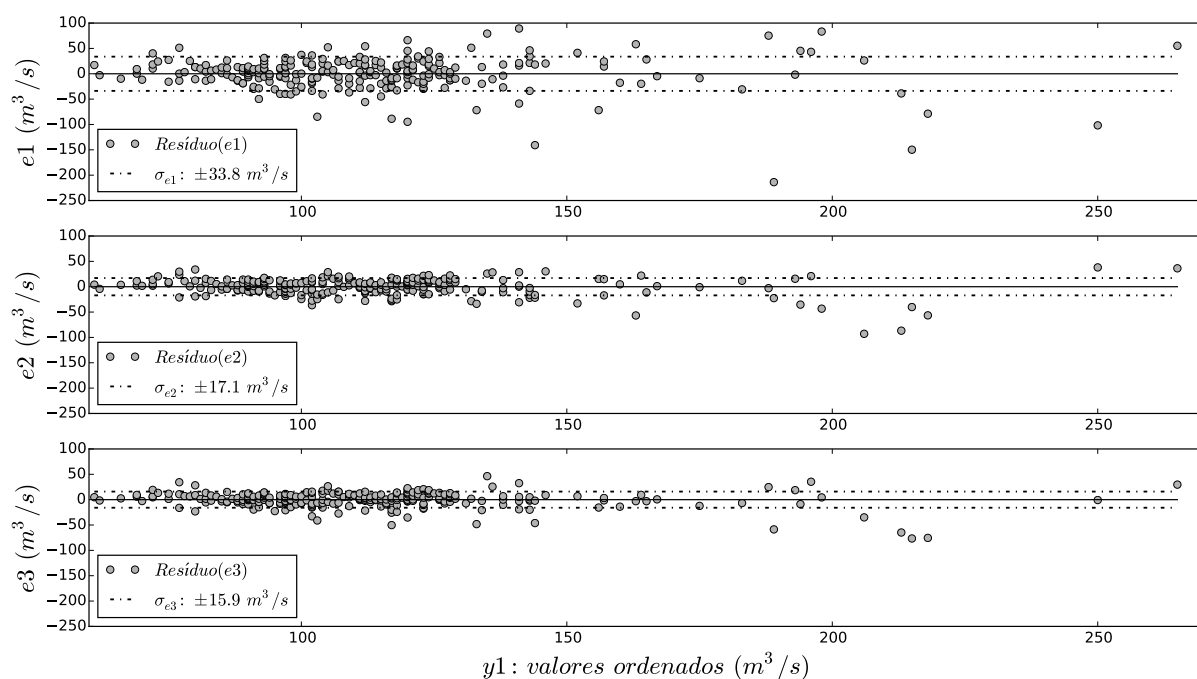 100
50
0
−50
−100
−150
−200
−250
e1 (m³/s)
Resíduo(e1)
σₑ₁: ±33.8 m³/s
100 150 200 250
100
50
0
−50
−100
−150
−200
−250
e2 (m³/s)
Resíduo(e2)
σₑ₂: ±17.1 m³/s
100 150 200 250
100
50
0
−50
−100
−150
−200
−250
e3 (m³/s)
Resíduo(e3)
σₑ₃: ±15.9 m³/s
100 150 200 250
y1: valores ordenados (m³/s)